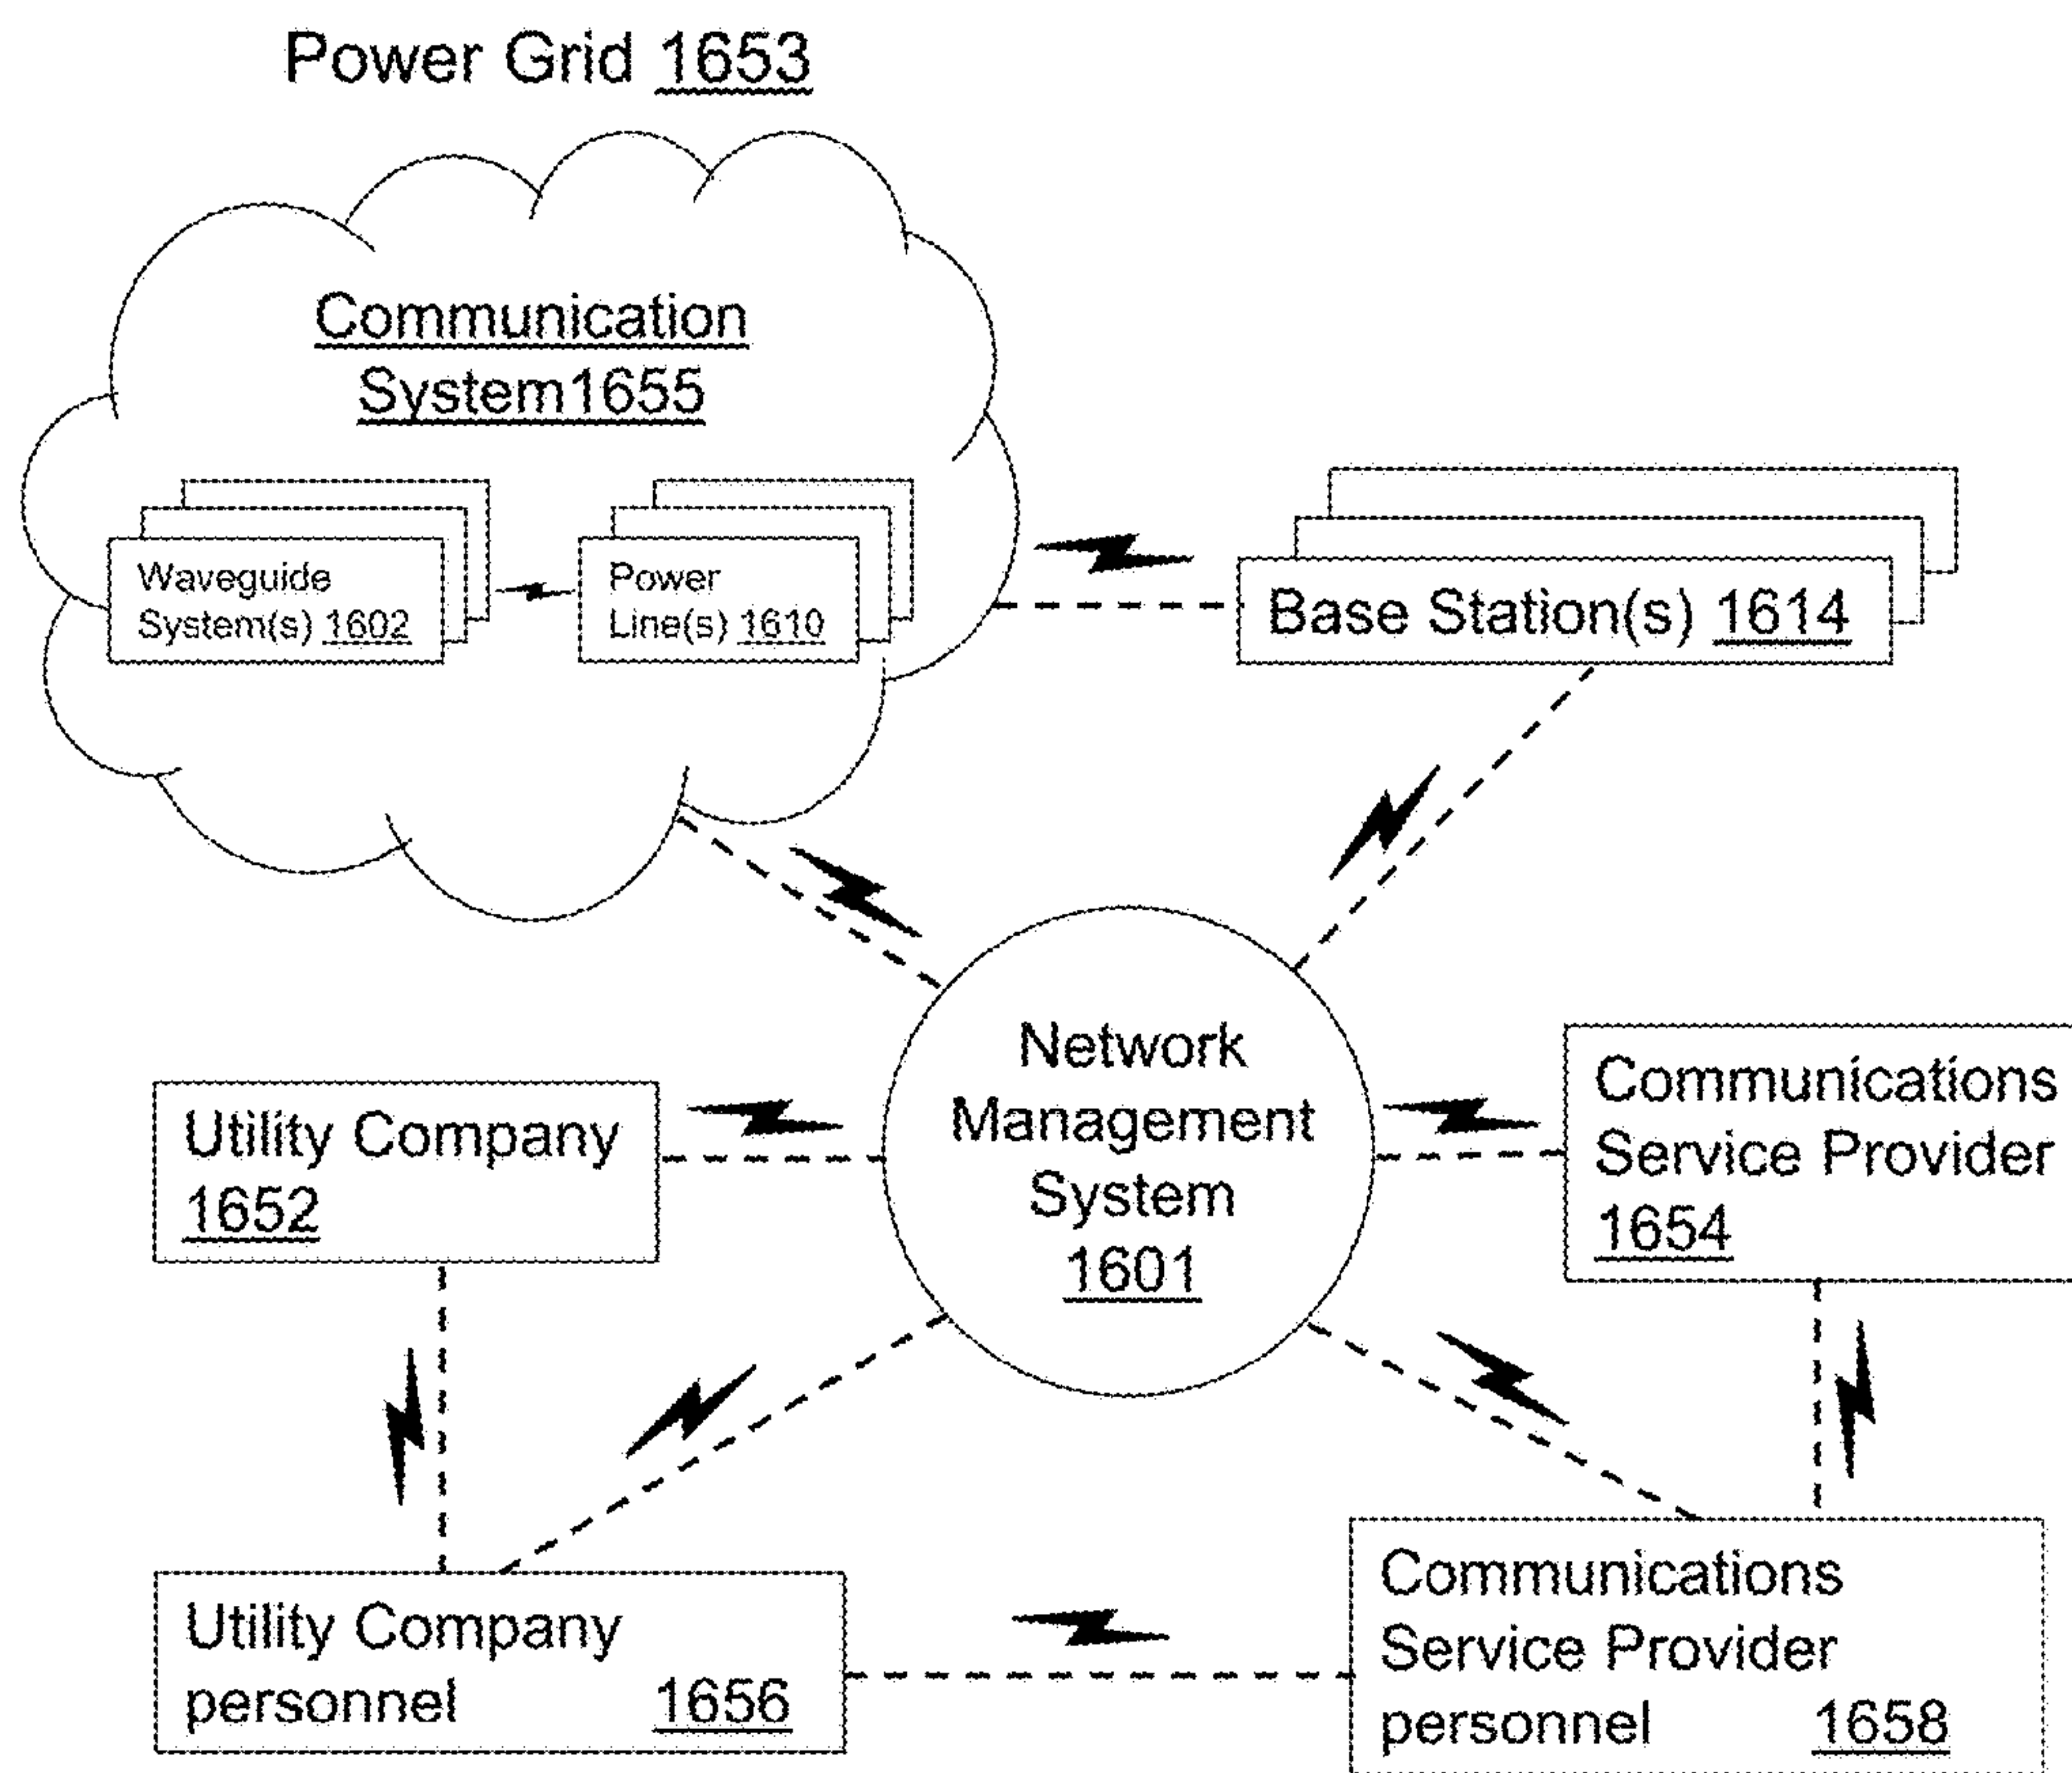 Power Grid 1653
Communication
System1655
Waveguide
System(s) 1602
Power
Line(s) 1610
Base Station(s) 1614
Network
Management
System
1601
Utility Company
1652
Communications
Service Provider
1654
Utility Company
personnel 1656
Communications
Service Provider
personnel 1658